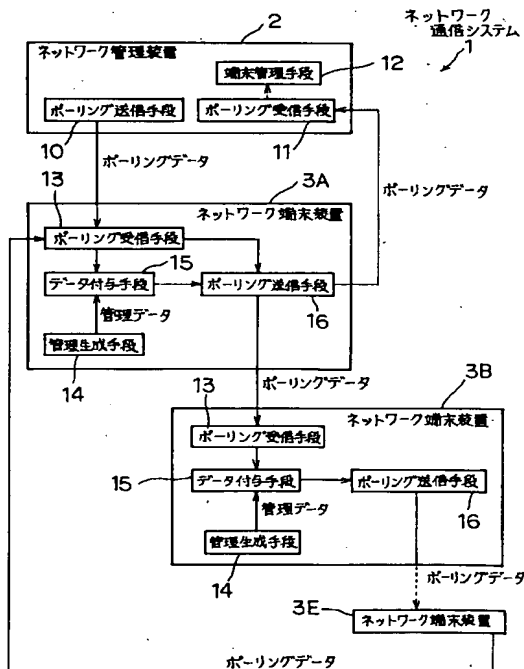 ネットワーク
通信システム
1
2
ネットワーク管理装置
12
端末管理手段
ポーリング送信手段
ポーリング受信手段
10
11
ポーリングデータ
ポーリングデータ
3A
13
ネットワーク端末装置
ポーリング受信手段
15
データ付与手段
ポーリング送信手段
管理データ
16
管理生成手段
14
ポーリングデータ
3B
13
ネットワーク端末装置
ポーリング受信手段
15
データ付与手段
ポーリング送信手段
管理データ
16
管理生成手段
14
ポーリングデータ
3E
ネットワーク端末装置
ポーリングデータ